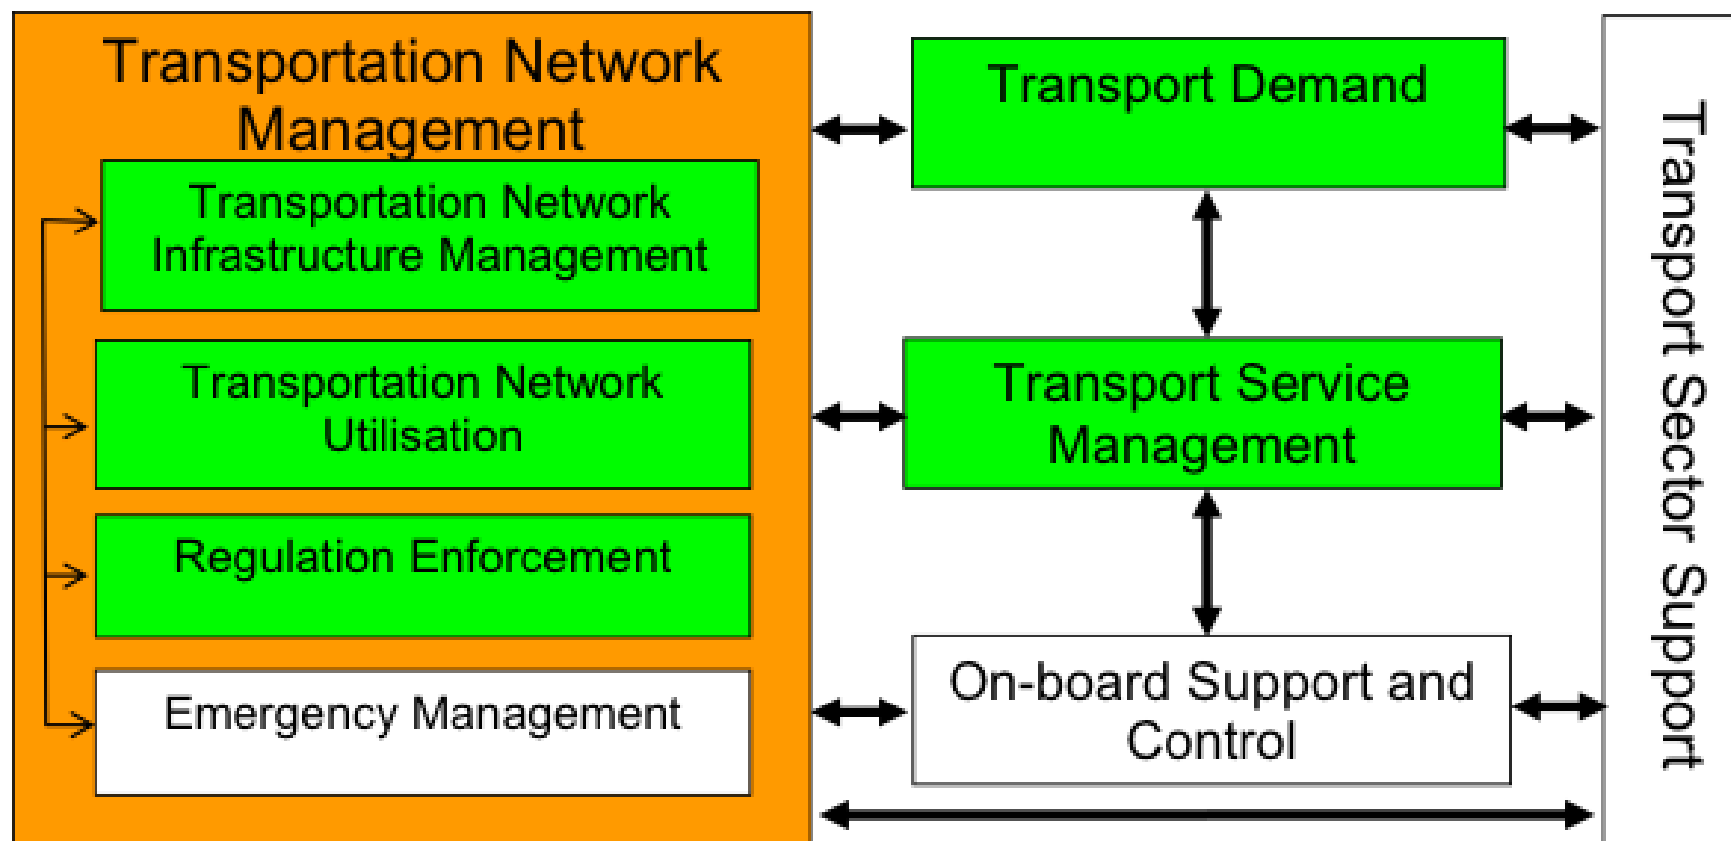 Transportation Network
Management
Transportation Network
Infrastructure Management
Transportation Network
Utilisation
Regulation Enforcement
Emergency Management
Transport Demand
Transport Service
Management
On-board Support and
Control
Transport Sector Support